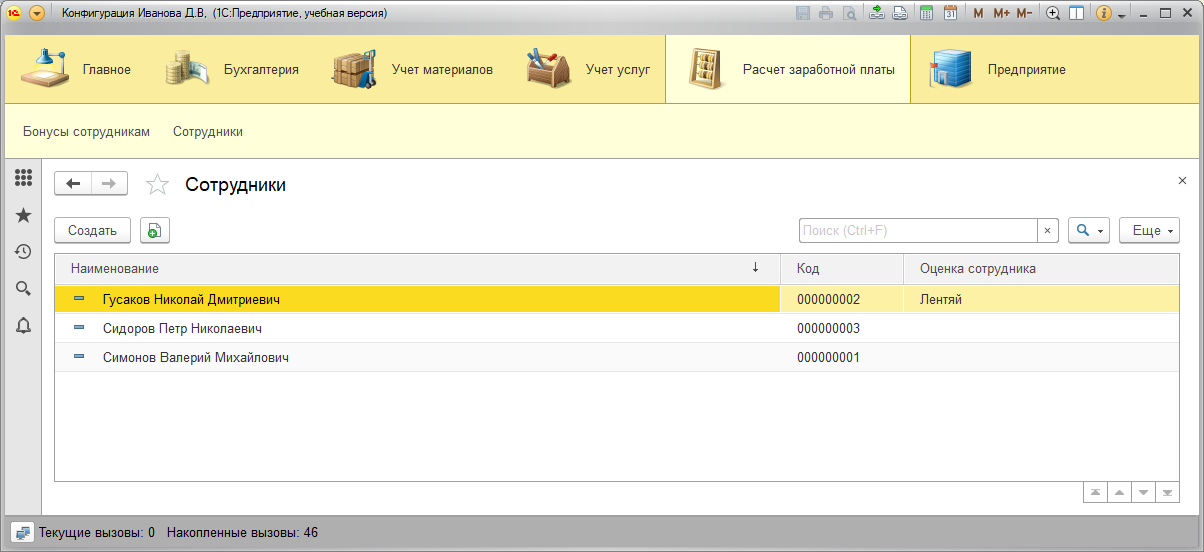 Конфигурация Иванова Д.В, (1С:Предприятие, учебная версия)
M M+ M-
Главное Бухгалтерия Учет материалов Учет услуг Расчет заработной платы Предприятие
Бонусы сотрудникам Сотрудники
Сотрудники
Создать Поиск (Ctrl+F) × Еще
Наименование ↓ Код Оценка сотрудника
Гусаков Николай Дмитриевич 000000002 Лентяй
Сидоров Петр Николаевич 000000003
Симонов Валерий Михайлович 000000001
Текущие вызовы: 0 Накопленные вызовы: 46